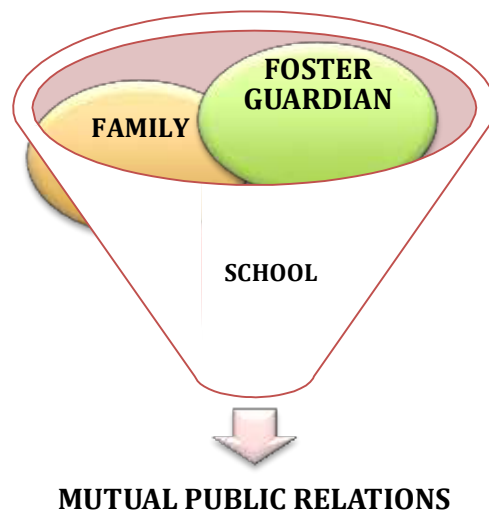 FOSTER
GUARDIAN
FAMILY
SCHOOL
MUTUAL PUBLIC RELATIONS